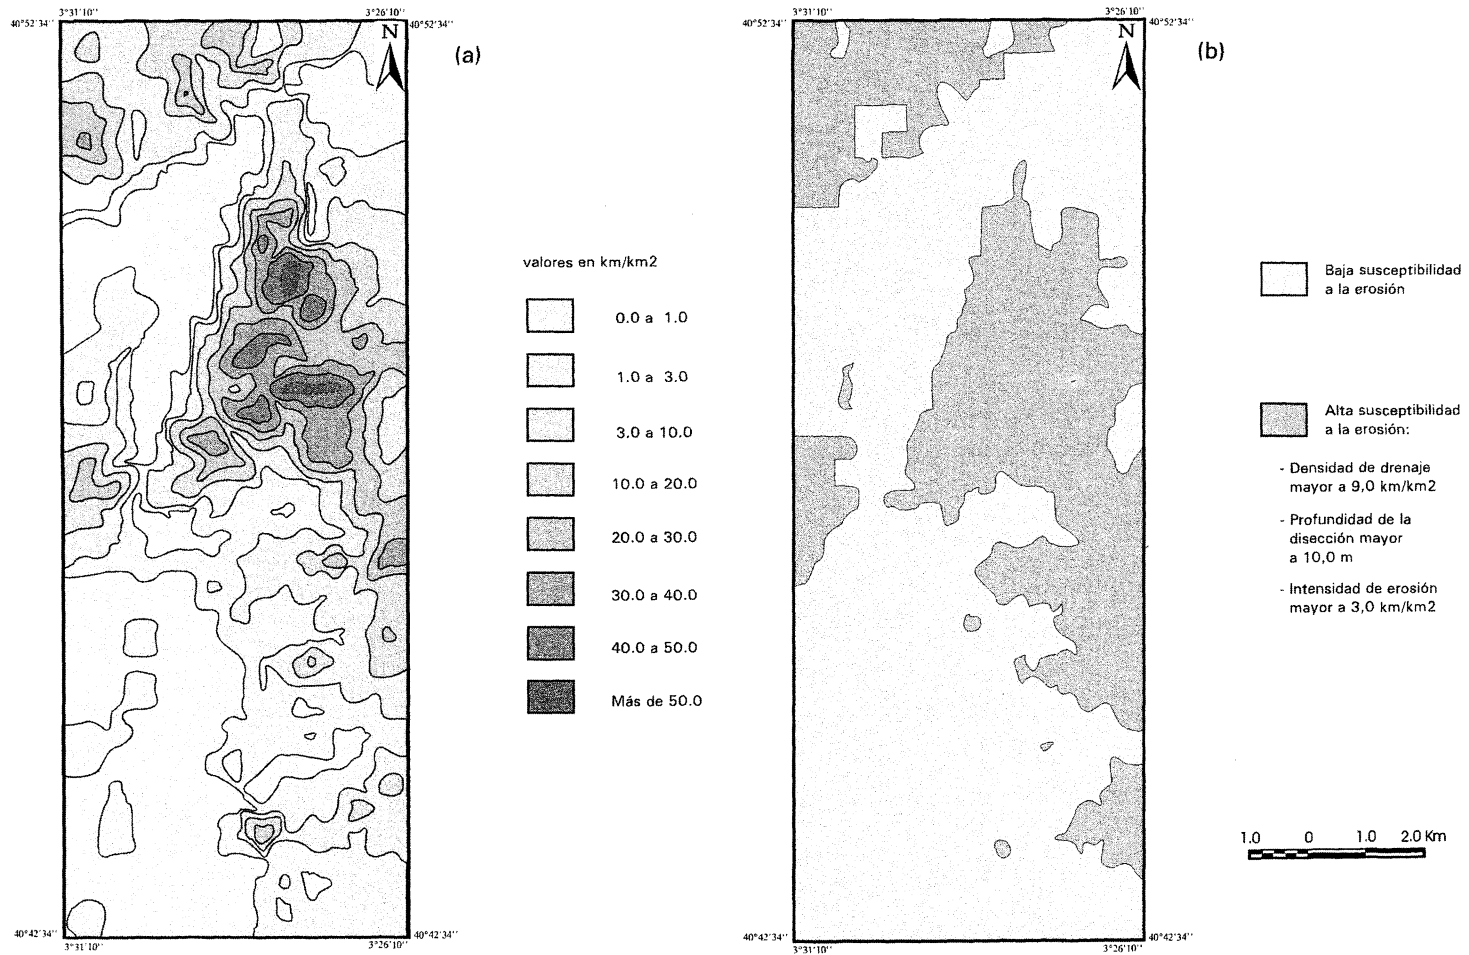 3°31'10'' 3°26'10''
40°52'34'' 40°52'34''
N
(a)
40°42'34'' 40°42'34''
3°31'10'' 3°26'10''
valores en km/km2
0.0 a 1.0
1.0 a 3.0
3.0 a 10.0
10.0 a 20.0
20.0 a 30.0
30.0 a 40.0
40.0 a 50.0
Más de 50.0
3°31'10'' 3°26'10''
40°52'34'' 40°52'34''
N
(b)
40°42'34'' 40°42'34''
3°31'10'' 3°26'10''
Baja susceptibilidad
a la erosión
Alta susceptibilidad
a la erosión:
- Densidad de drenaje
mayor a 9,0 km/km2
- Profundidad de la
disección mayor
a 10,0 m
- Intensidad de erosión
mayor a 3,0 km/km2
1.0 0 1.0 2.0 Km